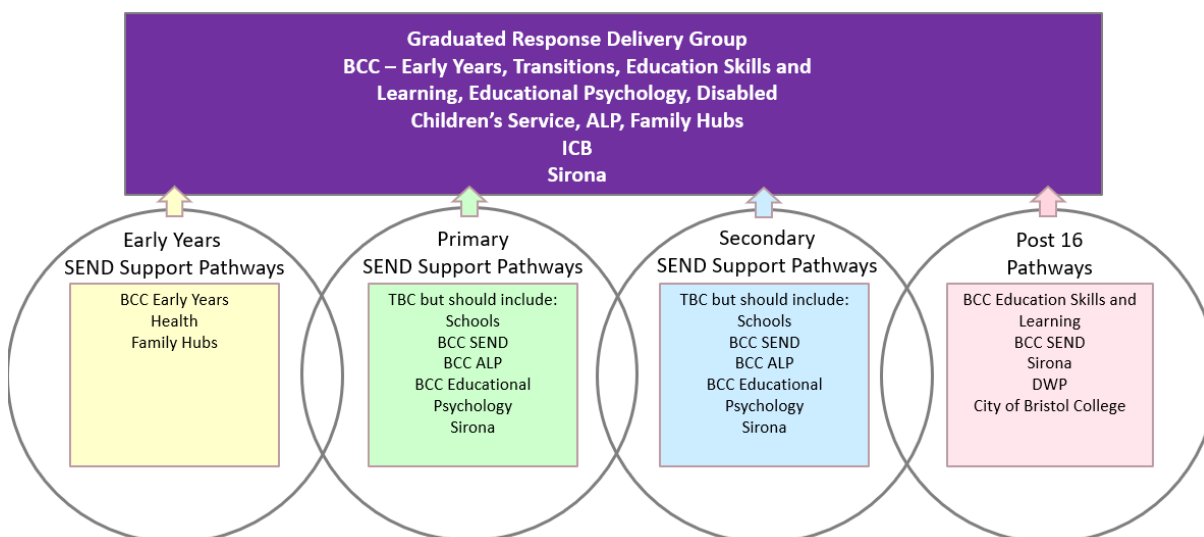 Graduated Response Delivery Group
BCC – Early Years, Transitions, Education Skills and
Learning, Educational Psychology, Disabled
Children’s Service, ALP, Family Hubs
ICB
Sirona
Early Years
SEND Support Pathways
BCC Early Years
Health
Family Hubs
Primary
SEND Support Pathways
TBC but should include:
Schools
BCC SEND
BCC ALP
BCC Educational
Psychology
Sirona
Secondary
SEND Support Pathways
TBC but should include:
Schools
BCC SEND
BCC ALP
BCC Educational
Psychology
Sirona
Post 16
Pathways
BCC Education Skills and
Learning
BCC SEND
Sirona
DWP
City of Bristol College